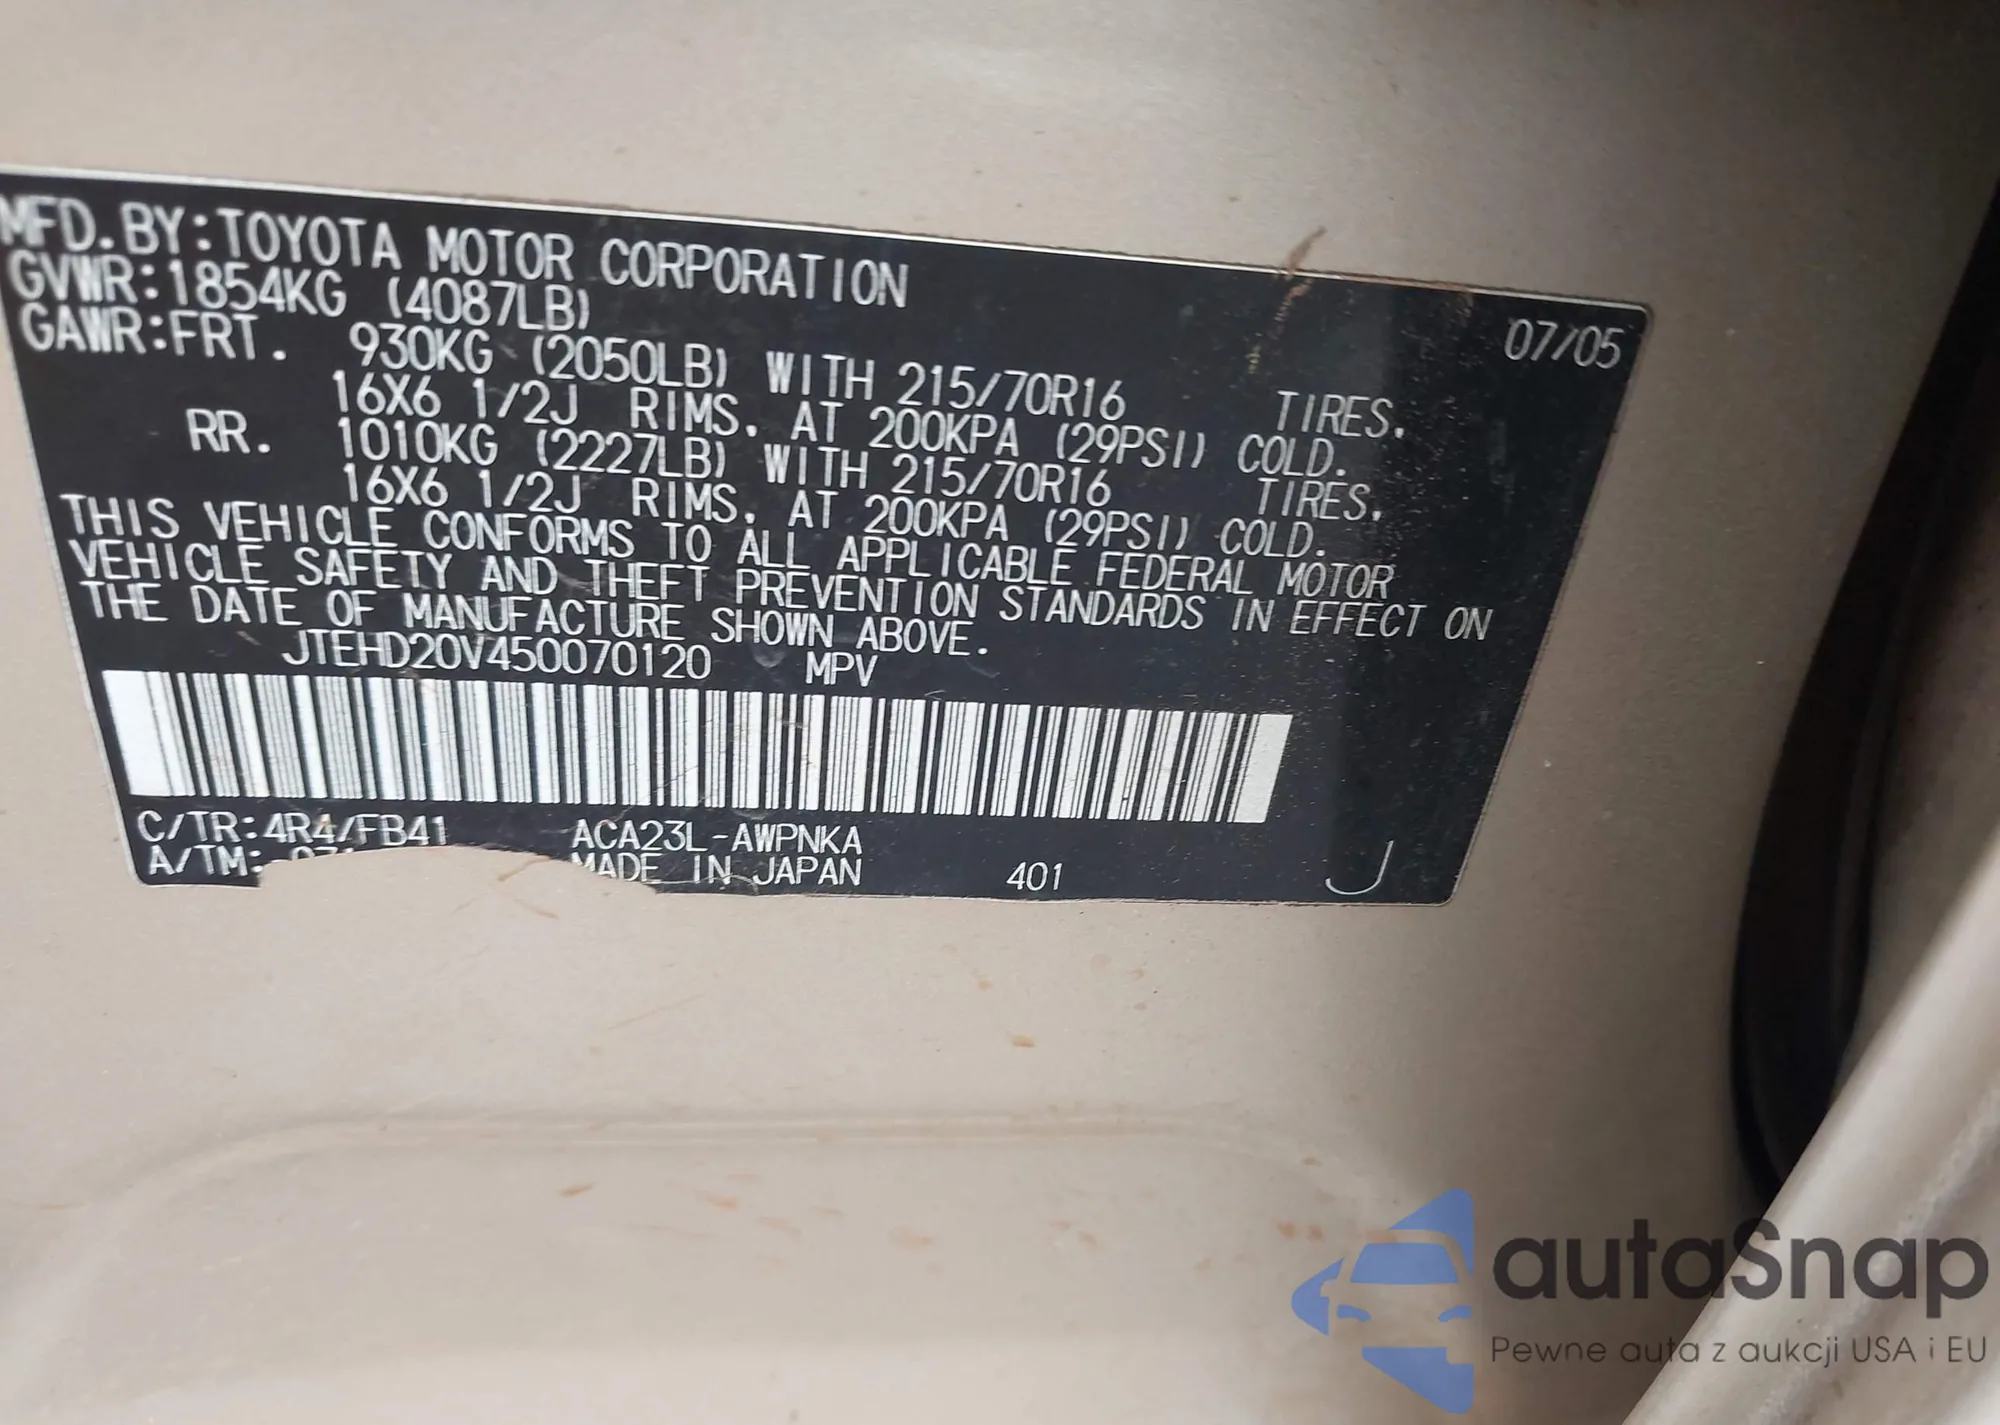 MFD.BY:TOYOTA MOTOR CORPORATION 07/05
GVWR:1854KG (4087LB)
GAWR:FRT. 930KG (2050LB) WITH 215/70R16 TIRES,
16X6 1/2J RIMS, AT 200KPA (29PSI) COLD.
RR. 1010KG (2227LB) WITH 215/70R16 TIRES,
16X6 1/2J RIMS, AT 200KPA (29PSI) COLD.
THIS VEHICLE CONFORMS TO ALL APPLICABLE FEDERAL MOTOR
VEHICLE SAFETY AND THEFT PREVENTION STANDARDS IN EFFECT ON
THE DATE OF MANUFACTURE SHOWN ABOVE.
JTEHD20V450070120 MPV
C/TR:4R4/FB41 ACA23L-AWPNKA
A/TM: MADE IN JAPAN 401 J
autaSnap
Pewne auta z aukcji USA i EU